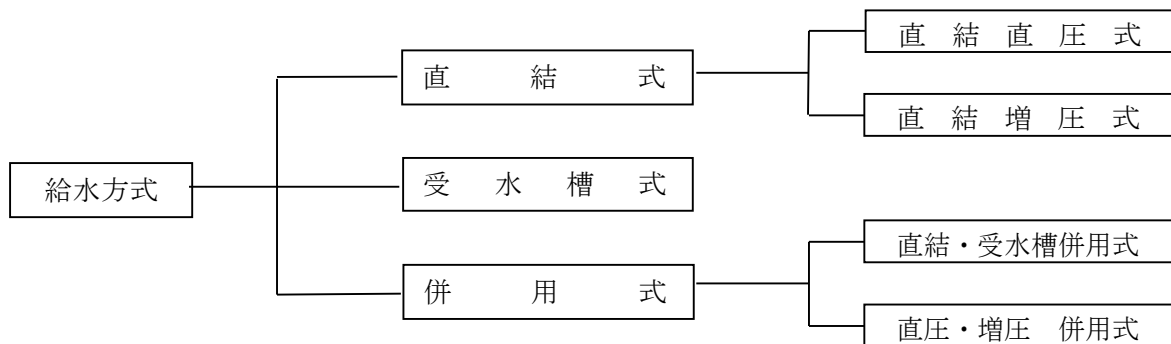 給水方式
直結式
直結直圧式
直結増圧式
受水槽式
併用式
直結・受水槽併用式
直圧・増圧 併用式